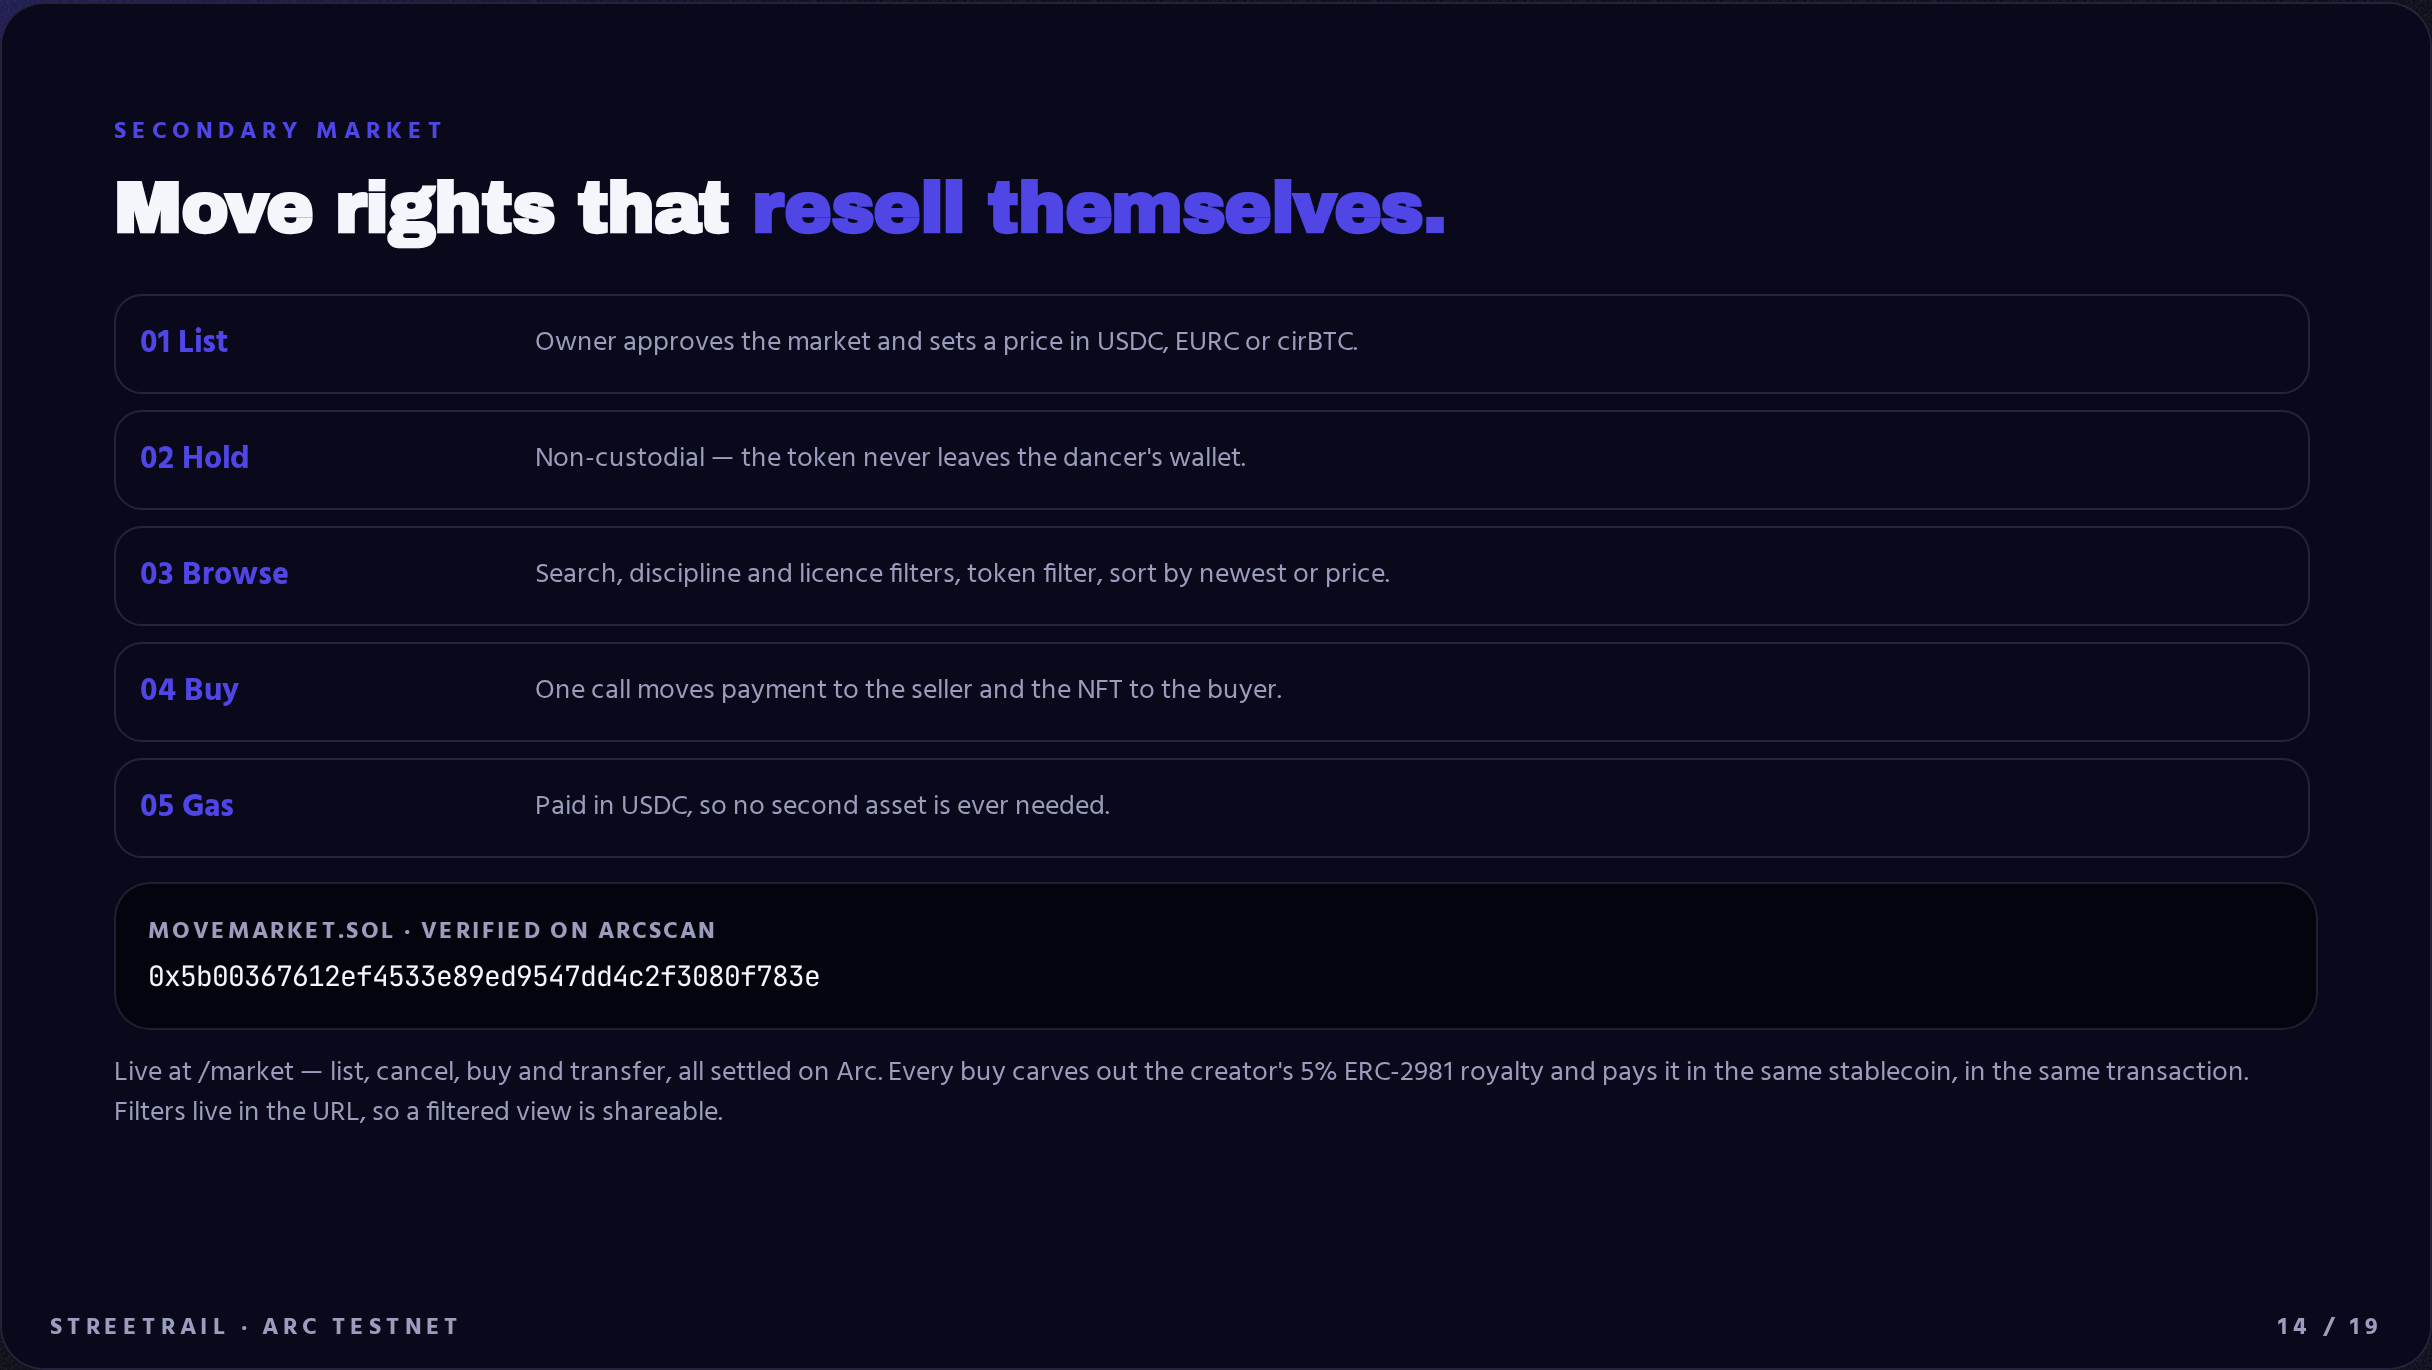 SECONDARY MARKET
Move rights that resell themselves.
01 List
Owner approves the market and sets a price in USDC, EURC or cirBTC.
02 Hold
Non-custodial — the token never leaves the dancer's wallet.
03 Browse
Search, discipline and licence filters, token filter, sort by newest or price.
04 Buy
One call moves payment to the seller and the NFT to the buyer.
05 Gas
Paid in USDC, so no second asset is ever needed.
MOVEMARKET.SOL · VERIFIED ON ARCSCAN
0x5b00367612ef4533e89ed9547dd4c2f3080f783e
Live at /market — list, cancel, buy and transfer, all settled on Arc. Every buy carves out the creator's 5% ERC-2981 royalty and pays it in the same stablecoin, in the same transaction.
Filters live in the URL, so a filtered view is shareable.
STREETRAIL · ARC TESTNET
14 / 19